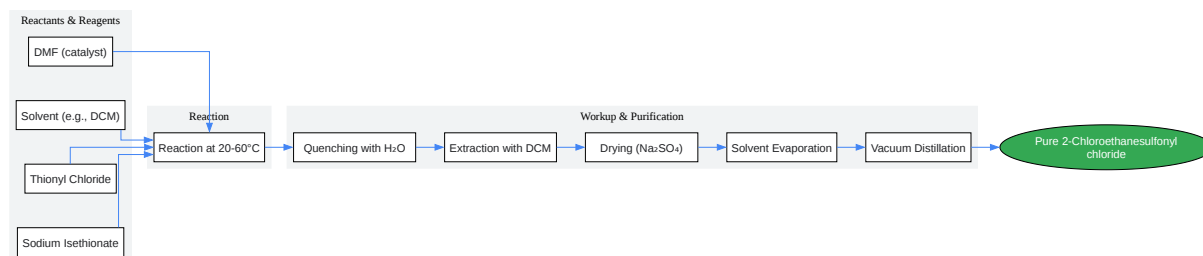 Reactants & Reagents
DMF (catalyst)
Solvent (e.g., DCM)
Thionyl Chloride
Sodium Isethionate
Reaction
Reaction at 20-60°C
Workup & Purification
Quenching with H₂O
Extraction with DCM
Drying (Na₂SO₄)
Solvent Evaporation
Vacuum Distillation
Pure 2-Chloroethanesulfonyl
chloride